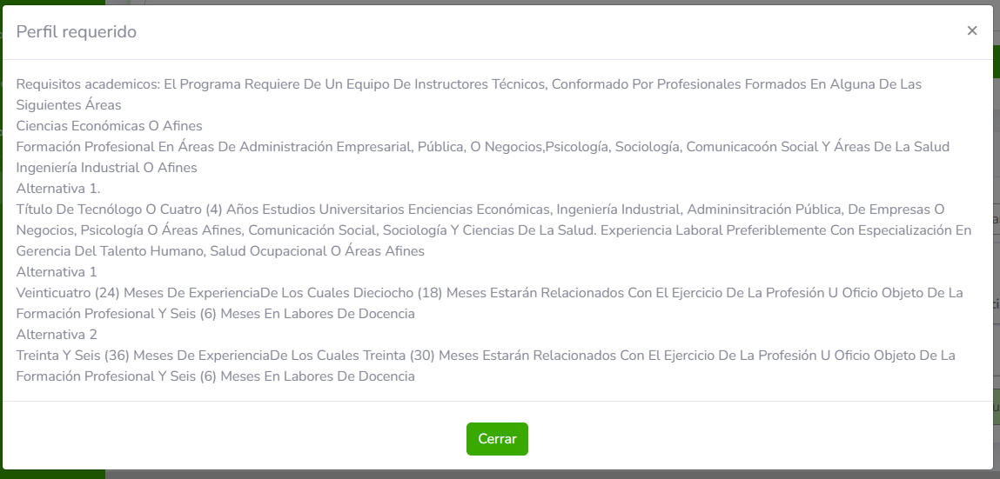 Perfil requerido
×
Requisitos academicos: El Programa Requiere De Un Equipo De Instructores Técnicos, Conformado Por Profesionales Formados En Alguna De Las
Siguientes Áreas
Ciencias Económicas O Afines
Formación Profesional En Áreas De Administración Empresarial, Pública, O Negocios,Psicología, Sociología, Comunicacoón Social Y Áreas De La Salud
Ingeniería Industrial O Afines
Alternativa 1.
Título De Tecnólogo O Cuatro (4) Años Estudios Universitarios Enciencias Económicas, Ingeniería Industrial, Admininsitración Pública, De Empresas O
Negocios, Psicología O Áreas Afines, Comunicación Social, Sociología Y Ciencias De La Salud. Experiencia Laboral Preferiblemente Con Especialización En
Gerencia Del Talento Humano, Salud Ocupacional O Áreas Afines
Alternativa 1
Veinticuatro (24) Meses De ExperienciaDe Los Cuales Dieciocho (18) Meses Estarán Relacionados Con El Ejercicio De La Profesión U Oficio Objeto De La
Formación Profesional Y Seis (6) Meses En Labores De Docencia
Alternativa 2
Treinta Y Seis (36) Meses De ExperienciaDe Los Cuales Treinta (30) Meses Estarán Relacionados Con El Ejercicio De La Profesión U Oficio Objeto De La
Formación Profesional Y Seis (6) Meses En Labores De Docencia
Cerrar